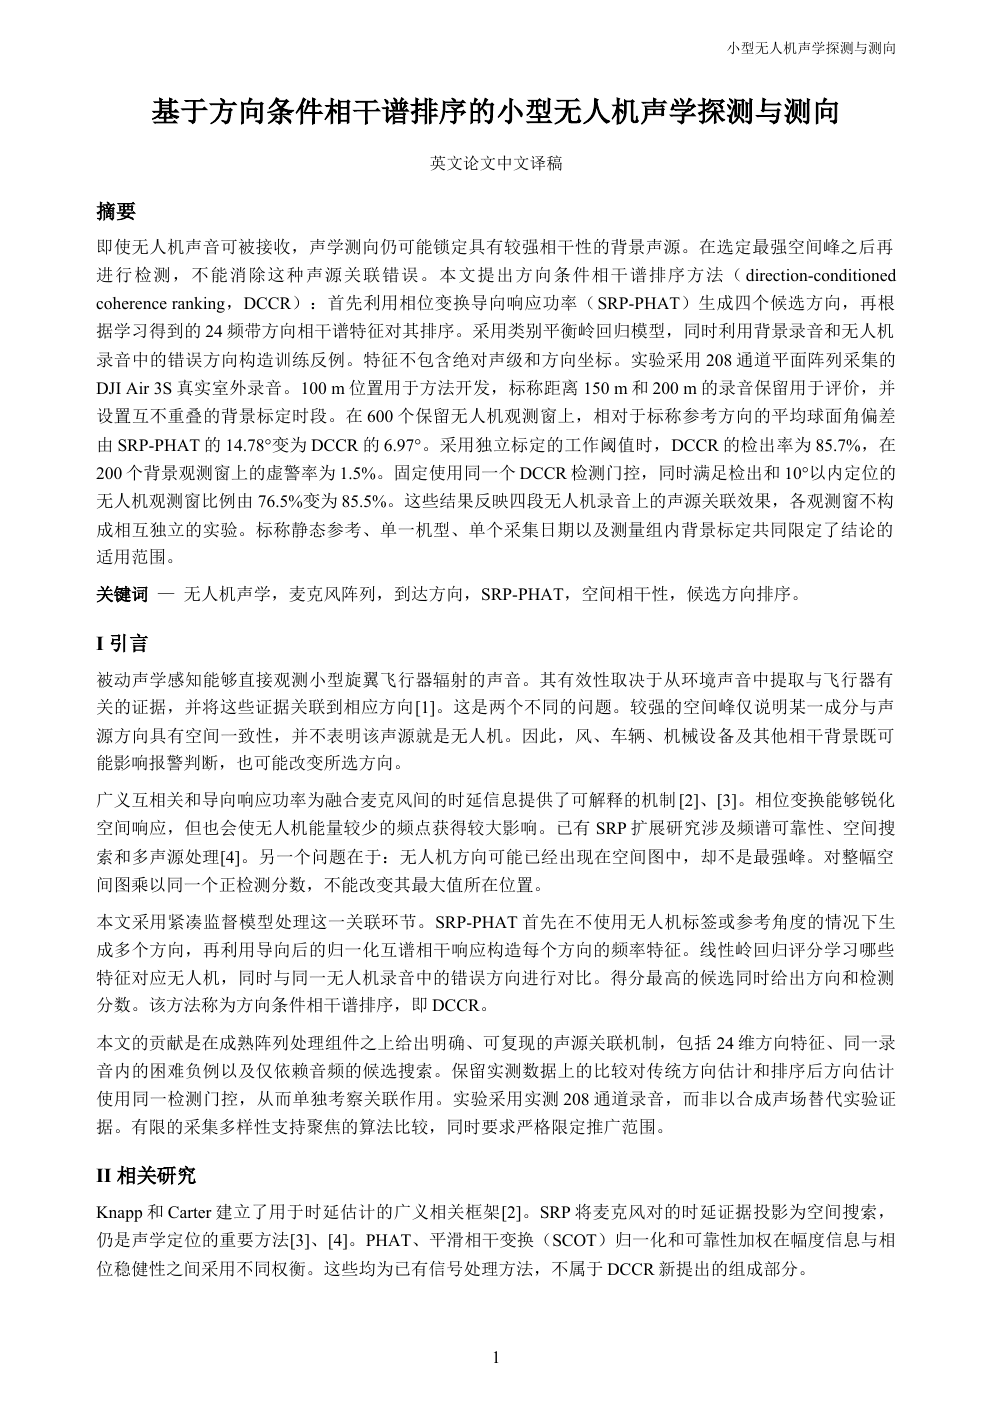 小型无人机声学探测与测向
基于方向条件相干谱排序的小型无人机声学探测与测向
英文论文中文译稿
摘要
即使无人机声音可被接收，声学测向仍可能锁定具有较强相干性的背景声源。在选定最强空间峰之后再
进行检测，不能消除这种声源关联错误。本文提出方向条件相干谱排序方法（direction-conditioned
coherence ranking，DCCR）：首先利用相位变换导向响应功率（SRP-PHAT）生成四个候选方向，再根
据学习得到的 24 频带方向相干谱特征对其排序。采用类别平衡岭回归模型，同时利用背景录音和无人机
录音中的错误方向构造训练反例。特征不包含绝对声级和方向坐标。实验采用 208 通道平面阵列采集的
DJI Air 3S 真实室外录音。100 m 位置用于方法开发，标称距离 150 m 和 200 m 的录音保留用于评价，并
设置互不重叠的背景标定时段。在 600 个保留无人机观测窗上，相对于标称参考方向的平均球面角偏差
由 SRP-PHAT 的 14.78°变为 DCCR 的 6.97°。采用独立标定的工作阈值时，DCCR 的检出率为 85.7%，在
200 个背景观测窗上的虚警率为 1.5%。固定使用同一个 DCCR 检测门控，同时满足检出和 10°以内定位的
无人机观测窗比例由 76.5%变为 85.5%。这些结果反映四段无人机录音上的声源关联效果，各观测窗不构
成相互独立的实验。标称静态参考、单一机型、单个采集日期以及测量组内背景标定共同限定了结论的
适用范围。
关键词 — 无人机声学，麦克风阵列，到达方向，SRP-PHAT，空间相干性，候选方向排序。
I 引言
被动声学感知能够直接观测小型旋翼飞行器辐射的声音。其有效性取决于从环境声音中提取与飞行器有
关的证据，并将这些证据关联到相应方向[1]。这是两个不同的问题。较强的空间峰仅说明某一成分与声
源方向具有空间一致性，并不表明该声源就是无人机。因此，风、车辆、机械设备及其他相干背景既可
能影响报警判断，也可能改变所选方向。
广义互相关和导向响应功率为融合麦克风间的时延信息提供了可解释的机制[2]、[3]。相位变换能够锐化
空间响应，但也会使无人机能量较少的频点获得较大影响。已有 SRP 扩展研究涉及频谱可靠性、空间搜
索和多声源处理[4]。另一个问题在于：无人机方向可能已经出现在空间图中，却不是最强峰。对整幅空
间图乘以同一个正检测分数，不能改变其最大值所在位置。
本文采用紧凑监督模型处理这一关联环节。SRP-PHAT 首先在不使用无人机标签或参考角度的情况下生
成多个方向，再利用导向后的归一化互谱相干响应构造每个方向的频率特征。线性岭回归评分学习哪些
特征对应无人机，同时与同一无人机录音中的错误方向进行对比。得分最高的候选同时给出方向和检测
分数。该方法称为方向条件相干谱排序，即 DCCR。
本文的贡献是在成熟阵列处理组件之上给出明确、可复现的声源关联机制，包括 24 维方向特征、同一录
音内的困难负例以及仅依赖音频的候选搜索。保留实测数据上的比较对传统方向估计和排序后方向估计
使用同一检测门控，从而单独考察关联作用。实验采用实测 208 通道录音，而非以合成声场替代实验证
据。有限的采集多样性支持聚焦的算法比较，同时要求严格限定推广范围。
II 相关研究
Knapp 和 Carter 建立了用于时延估计的广义相关框架[2]。SRP 将麦克风对的时延证据投影为空间搜索，
仍是声学定位的重要方法[3]、[4]。PHAT、平滑相干变换（SCOT）归一化和可靠性加权在幅度信息与相
位稳健性之间采用不同权衡。这些均为已有信号处理方法，不属于 DCCR 新提出的组成部分。
1